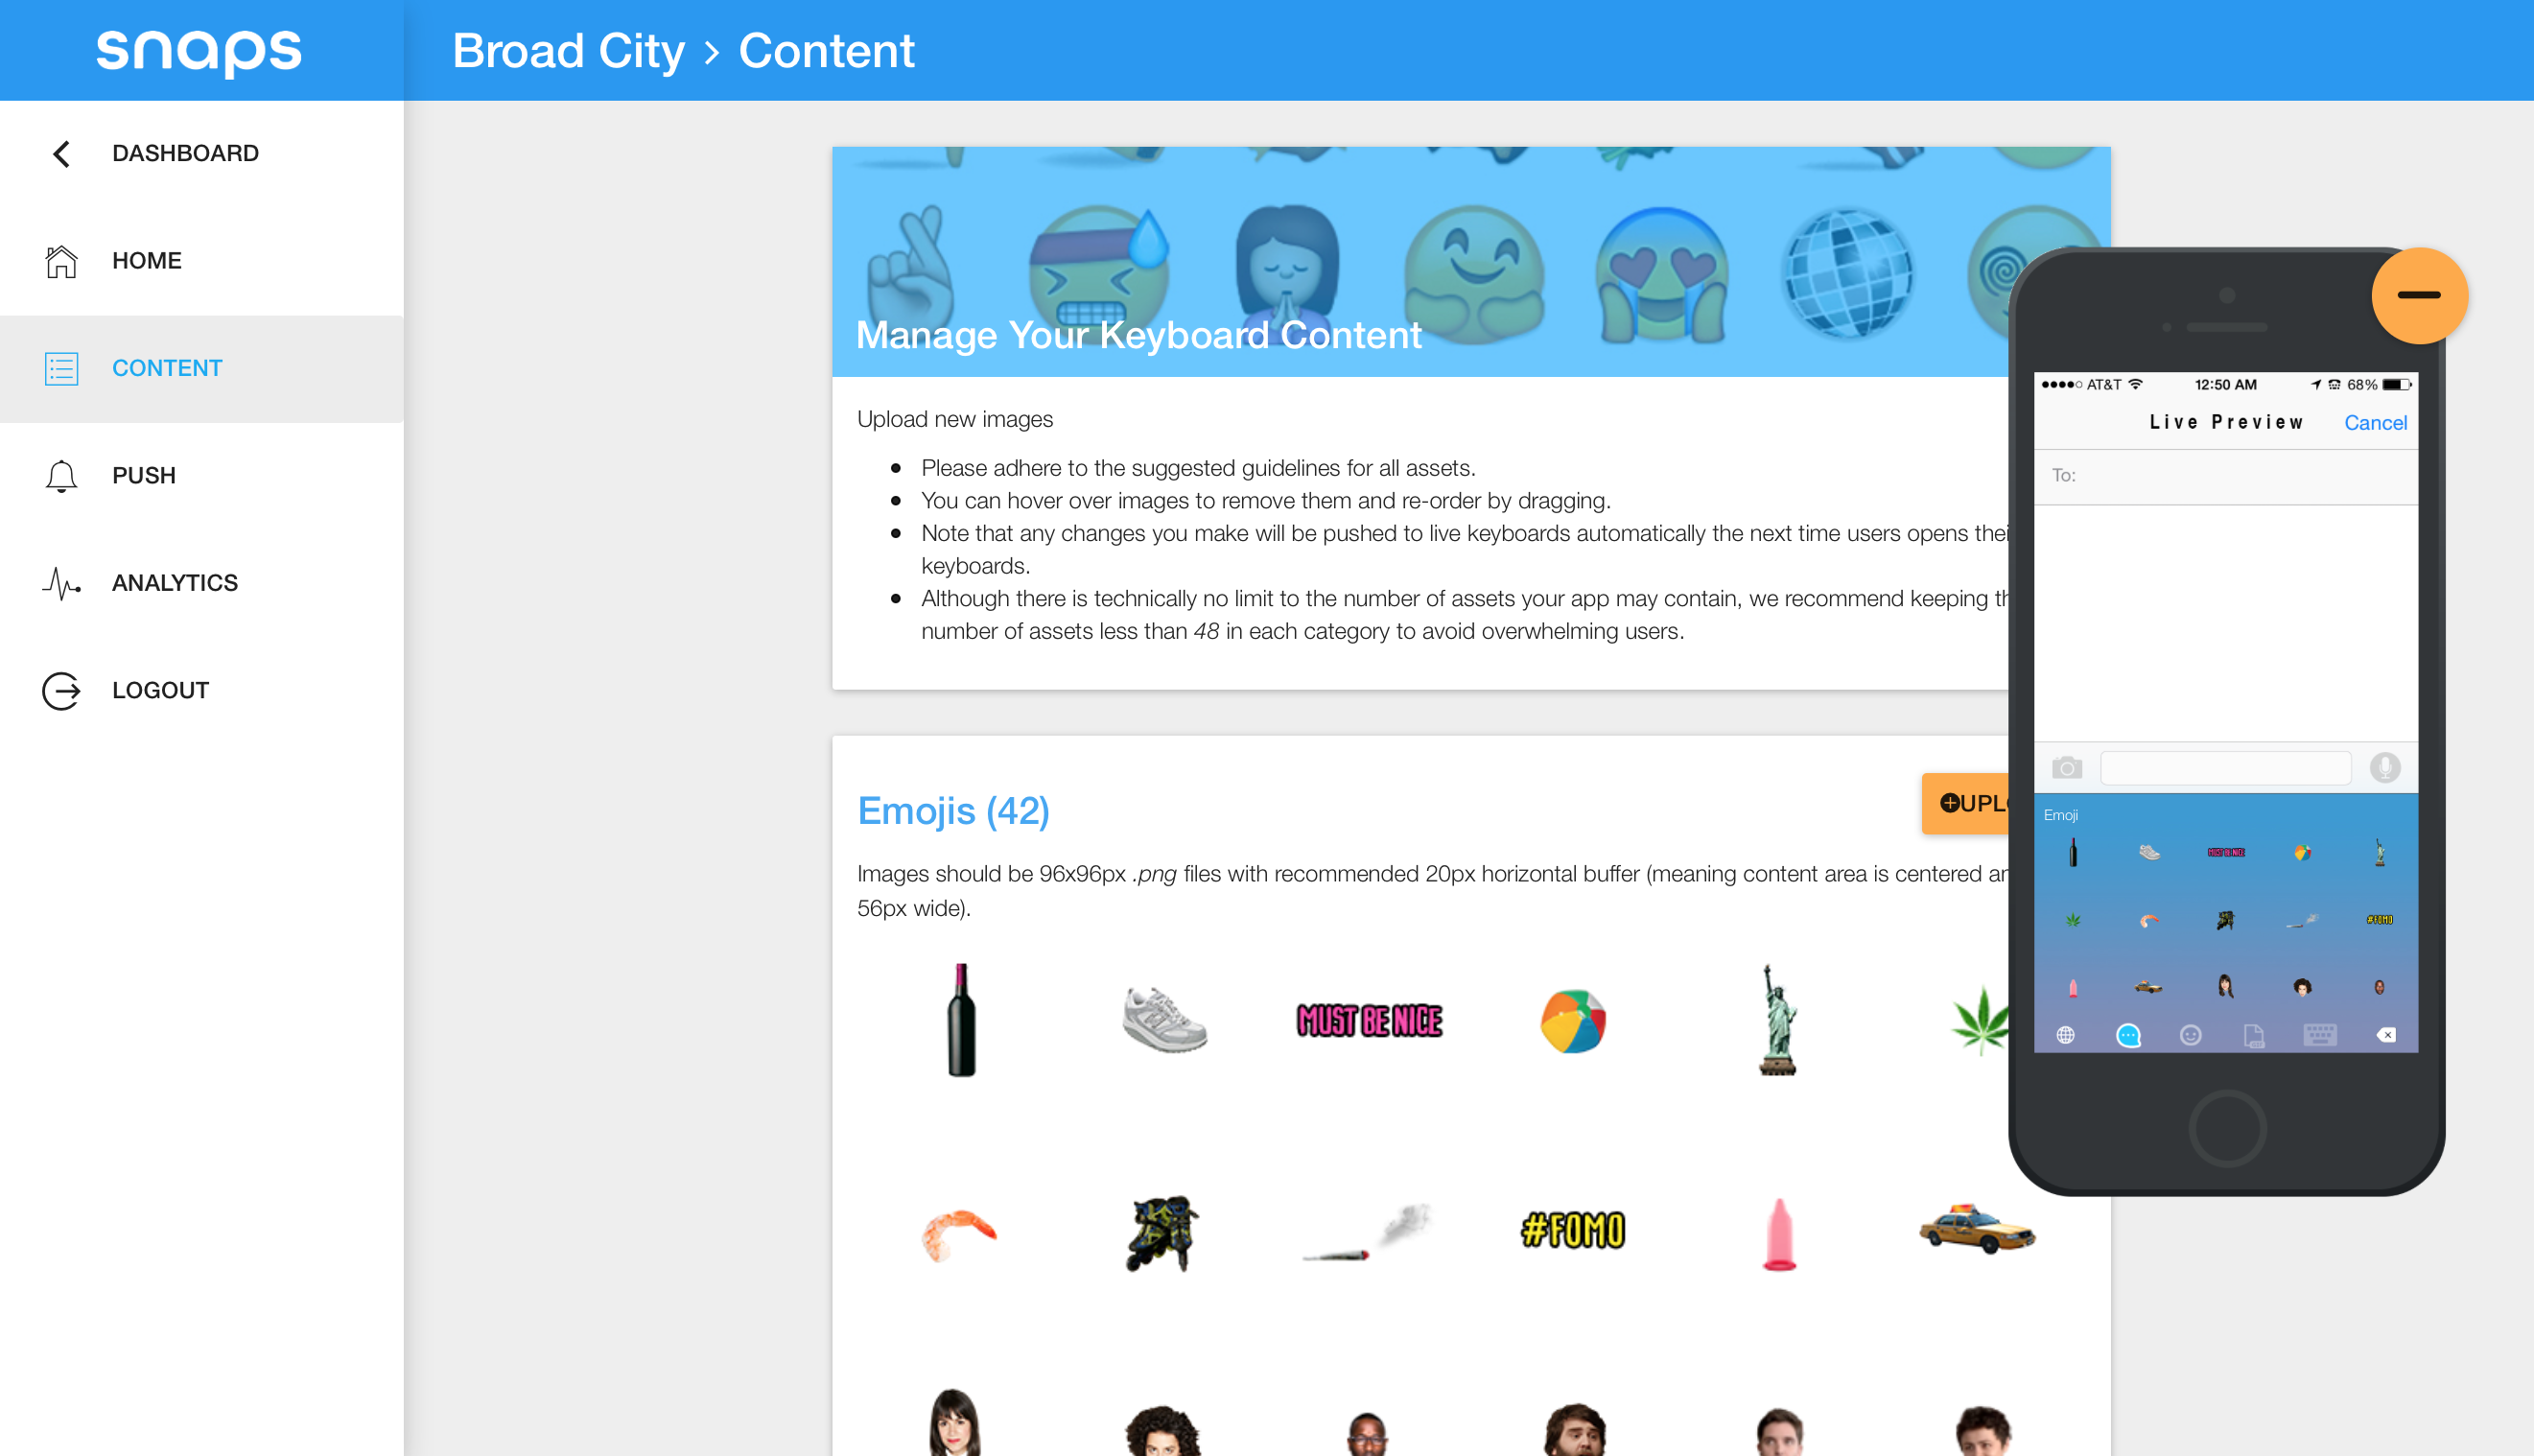 snaps
Broad City > Content
DASHBOARD
HOME
CONTENT
PUSH
ANALYTICS
LOGOUT
Manage Your Keyboard Content
Upload new images
Please adhere to the suggested guidelines for all assets.
You can hover over images to remove them and re-order by dragging.
Note that any changes you make will be pushed to live keyboards automatically the next time users opens thei
keyboards.
Although there is technically no limit to the number of assets your app may contain, we recommend keeping th
number of assets less than 48 in each category to avoid overwhelming users.
Emojis (42)
UPLO
Images should be 96x96px .png files with recommended 20px horizontal buffer (meaning content area is centered an
56px wide).
MUST BE NICE
#FOMO
AT&T 12:50 AM 68%
Live Preview Cancel
To:
Emoji
MUST BE NICE
#FOMO